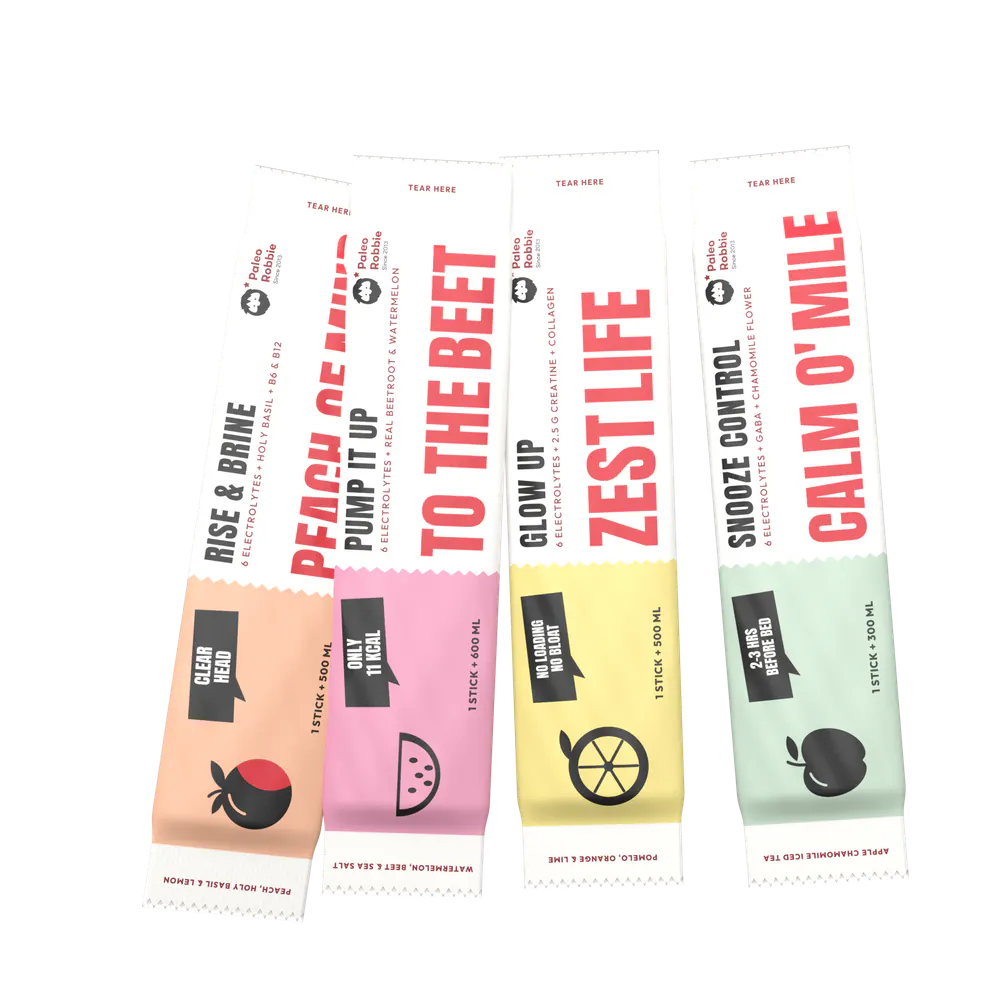 TEAR HERE
Paleo
Robbie
Since 2013
RISE & BRINE
6 ELECTROLYTES + HOLY BASIL + B6 & B12
PEACH OF MIND
CLEAR
HEAD
1 STICK + 500 ML
PEACH, HOLY BASIL & LEMON
TEAR HERE
Paleo
Robbie
Since 2013
PUMP IT UP
6 ELECTROLYTES + REAL BEETROOT & WATERMELON
TO THE BEET
ONLY
11 KCAL
1 STICK + 600 ML
WATERMELON, BEET & SEA SALT
TEAR HERE
Paleo
Robbie
Since 2013
GLOW UP
6 ELECTROLYTES + 2.5 G CREATINE + COLLAGEN
ZEST LIFE
NO LOADING
NO BLOAT
1 STICK + 500 ML
POMELO, ORANGE & LIME
TEAR HERE
Paleo
Robbie
Since 2013
SNOOZE CONTROL
6 ELECTROLYTES + GABA + CHAMOMILE FLOWER
CALM O' MILE
2-3 HRS
BEFORE BED
1 STICK + 300 ML
APPLE CHAMOMILE ICED TEA